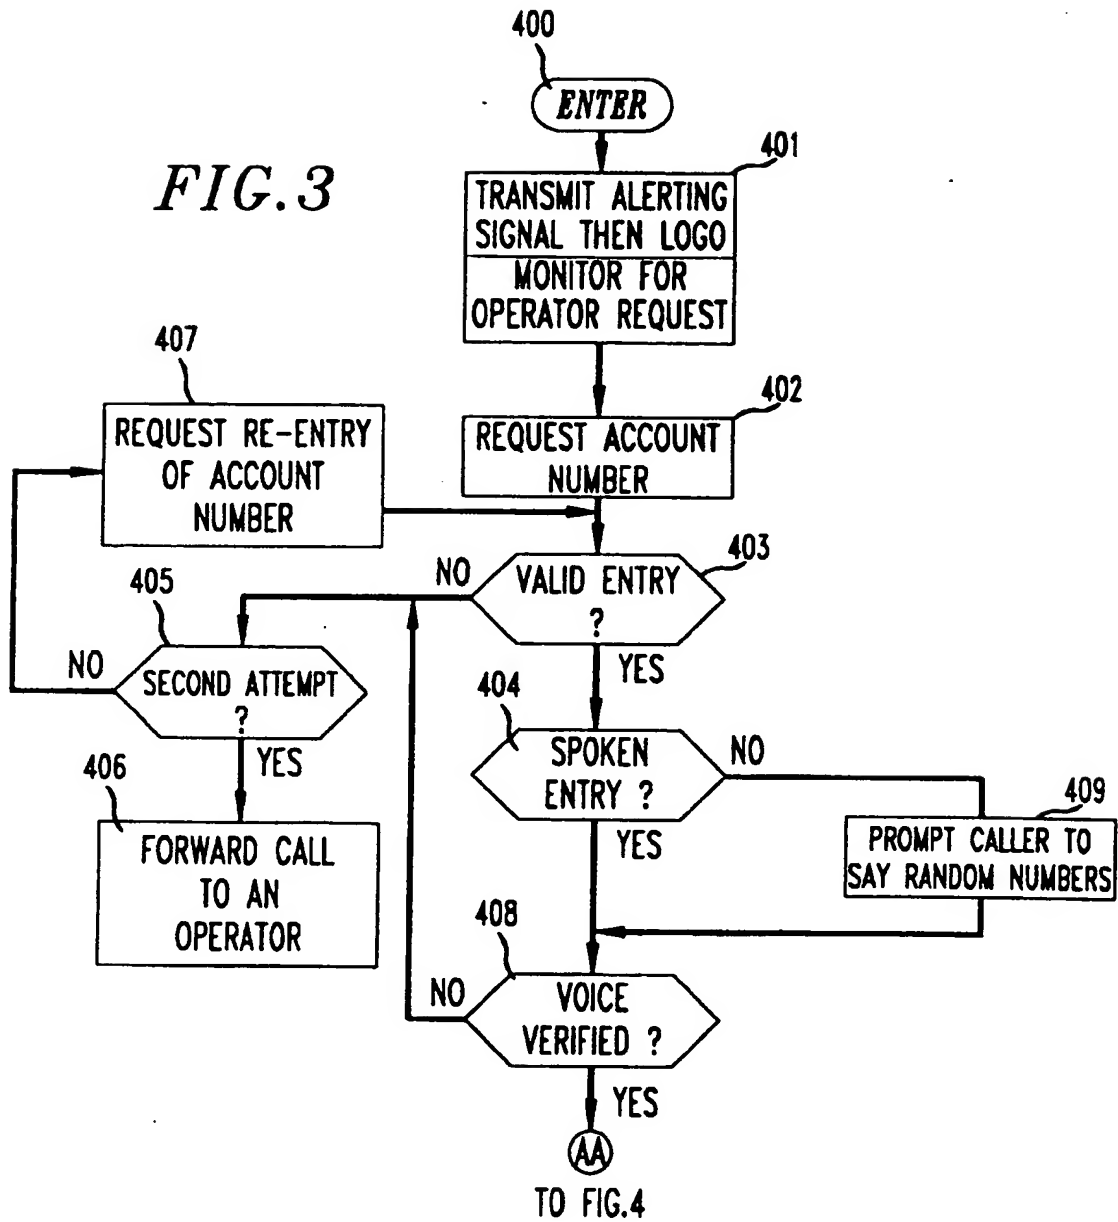 400
ENTER
FIG.3
401
TRANSMIT ALERTING
SIGNAL THEN LOGO
MONITOR FOR
OPERATOR REQUEST
407
REQUEST RE-ENTRY
OF ACCOUNT
NUMBER
402
REQUEST ACCOUNT
NUMBER
403
VALID ENTRY
?
NO
YES
405
SECOND ATTEMPT
?
NO
YES
406
FORWARD CALL
TO AN
OPERATOR
404
SPOKEN
ENTRY ?
NO
YES
409
PROMPT CALLER TO
SAY RANDOM NUMBERS
408
VOICE
VERIFIED ?
NO
YES
AA
TO FIG.4